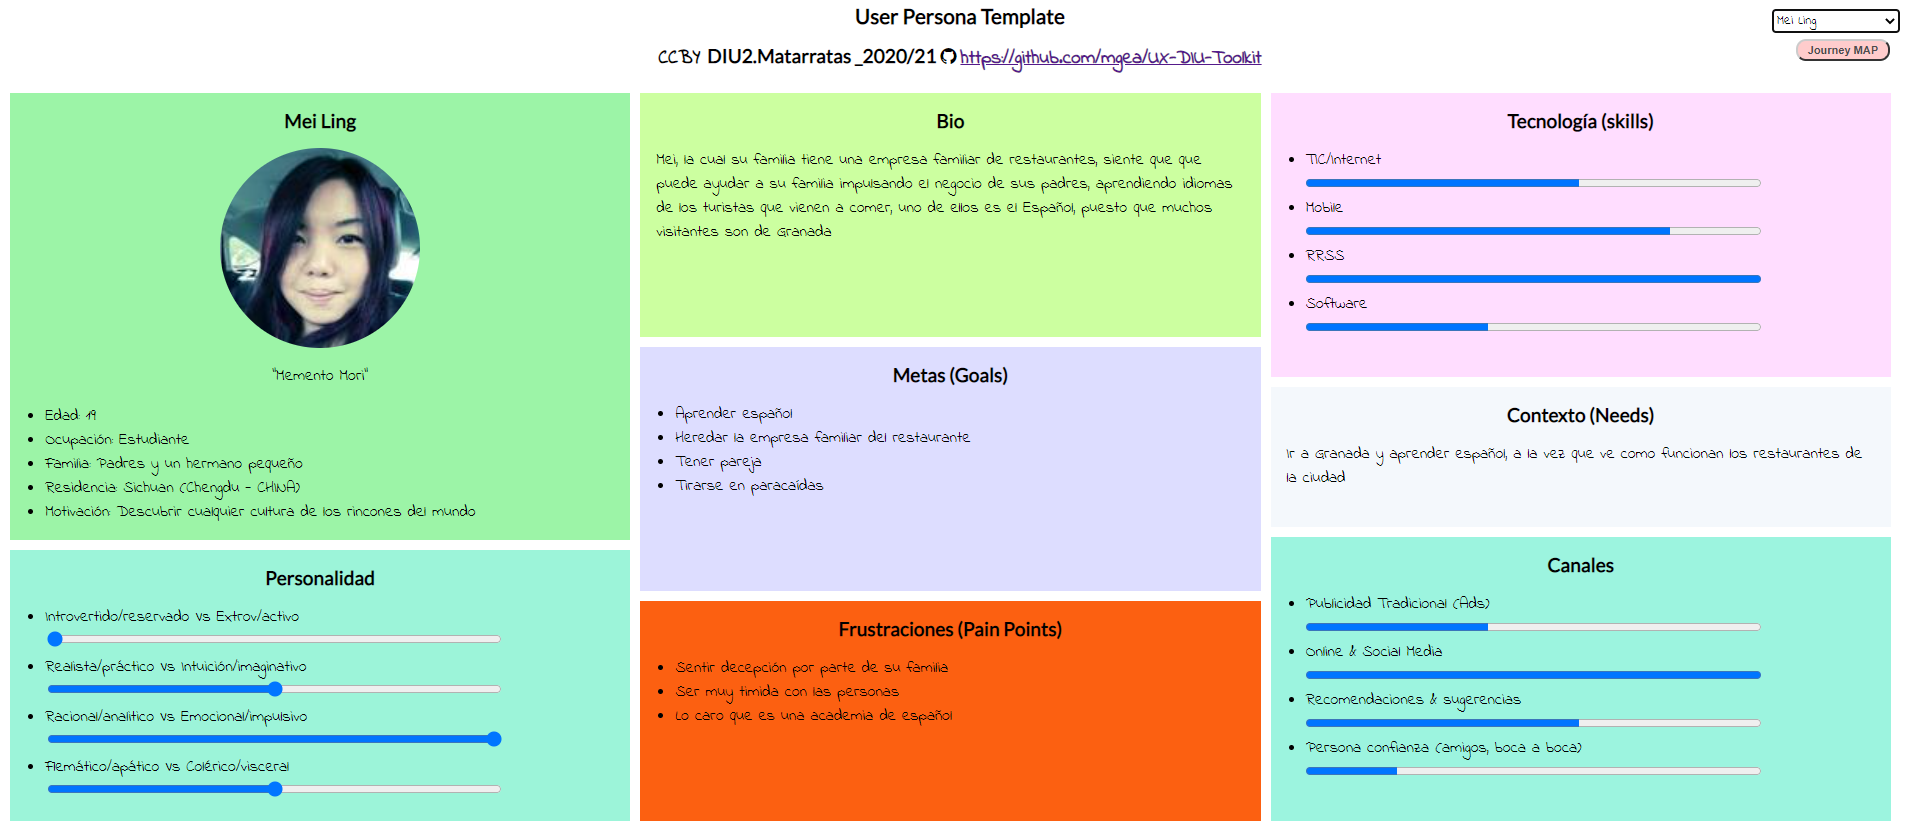 User Persona Template
Mei Ling
CCBY DIU2.Matarratas_2020/21 https://github.com/mgea/UX-DIU-Toolkit
Journey MAP
Mei Ling
"Memento Mori"
Edad: 19
Ocupación: Estudiante
Familia: Padres y un hermano pequeño
Residencia: Sichuan (Chengdu - CHINA)
Motivación: Descubrir cualquier cultura de los rincones del mundo
Personalidad
Introvertido/reservado Vs Extrov/activo
Realista/práctico Vs Intuición/imaginativo
Racional/analitico Vs Emocional/impulsivo
Flemático/apático Vs Colérico/visceral
Bio
Mei, la cual su familia tiene una empresa familiar de restaurantes, siente que que
puede ayudar a su familia impulsando el negocio de sus padres, aprendiendo idiomas
de los turistas que vienen a comer, uno de ellos es el Español, puesto que muchos
visitantes son de Granada
Metas (Goals)
Aprender español
Heredar la empresa familiar del restaurante
Tener pareja
Tirarse en paracaídas
Frustraciones (Pain Points)
Sentir decepción por parte de su familia
Ser muy timida con las personas
Lo caro que es una academia de español
Tecnología (skills)
TIC/Internet
Mobile
RRSS
Software
Contexto (Needs)
Ir a Granada y aprender español, a la vez que ve como funcionan los restaurantes de
la ciudad
Canales
Publicidad Tradicional (Ads)
Online & Social Media
Recomendaciones & sugerencias
Persona confianza (amigos, boca a boca)